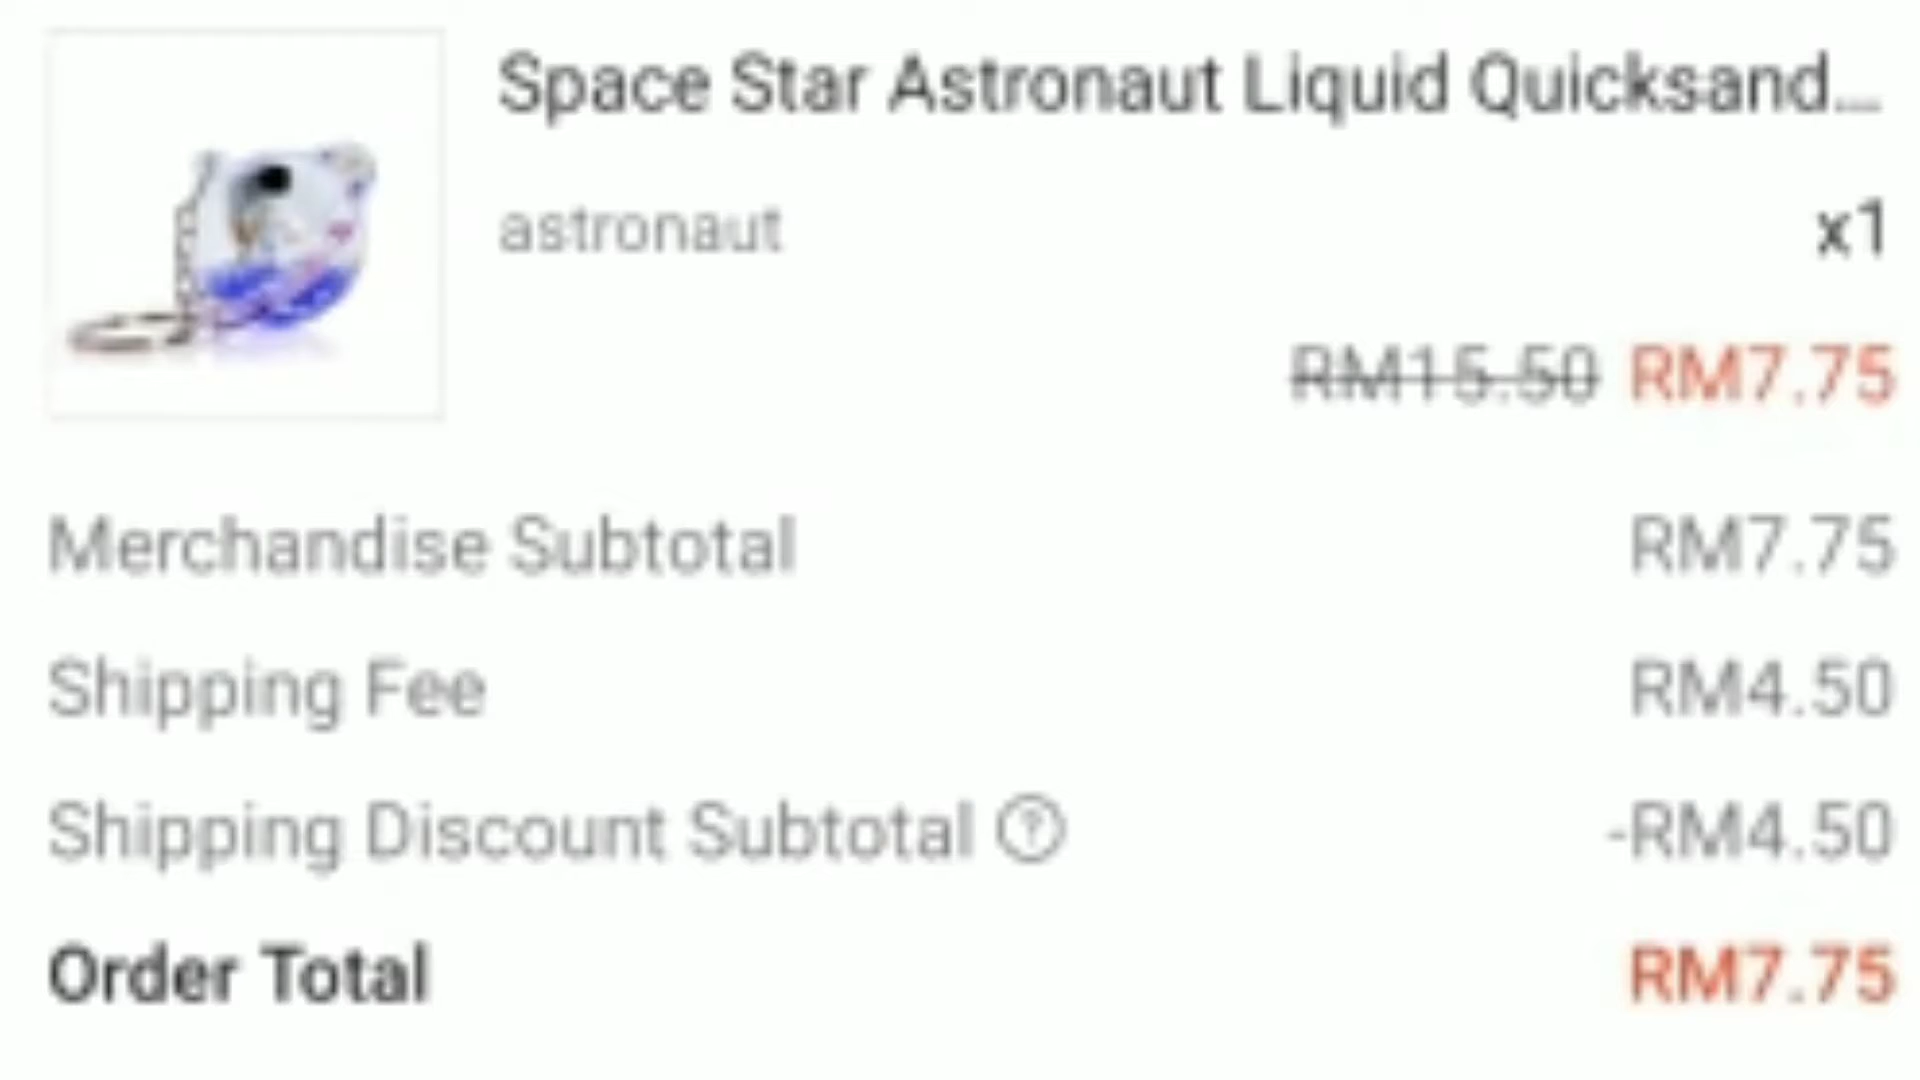 Space Star Astronaut Liquid Quicksand...
astronaut
x1
RM15.50 RM7.75
Merchandise Subtotal
RM7.75
Shipping Fee
RM4.50
Shipping Discount Subtotal ?
-RM4.50
Order Total
RM7.75